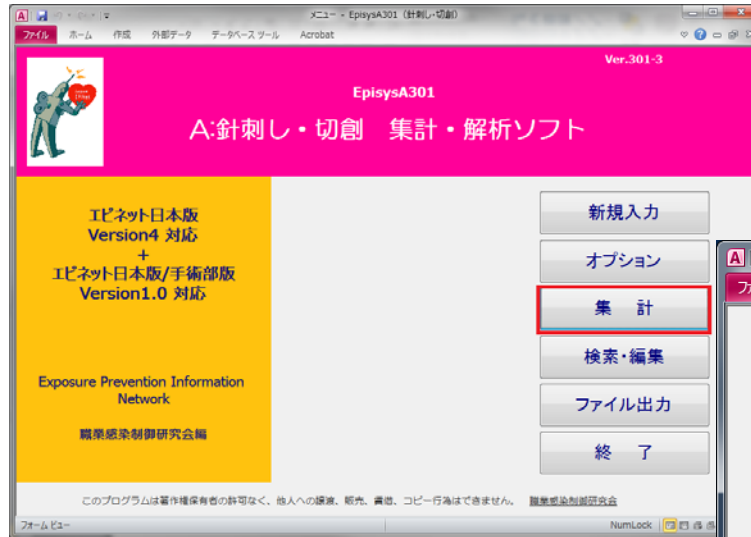 メニュー - EpisysA301（針刺し・切創）
ファイル ホーム 作成 外部データ データベース ツール Acrobat
Ver.301-3
EpisysA301
A:針刺し・切創 集計・解析ソフト
エピネット日本版
Version4 対応
+
エピネット日本版/手術部版
Version1.0 対応
Exposure Prevention Information
Network
職業感染制御研究会編
新規入力
オプション
集 計
検索・編集
ファイル出力
終 了
このプログラムは著作権保有者の許可なく、他人への譲渡、販売、貸借、コピー行為はできません。 職業感染制御研究会
フォーム ビュー
NumLock